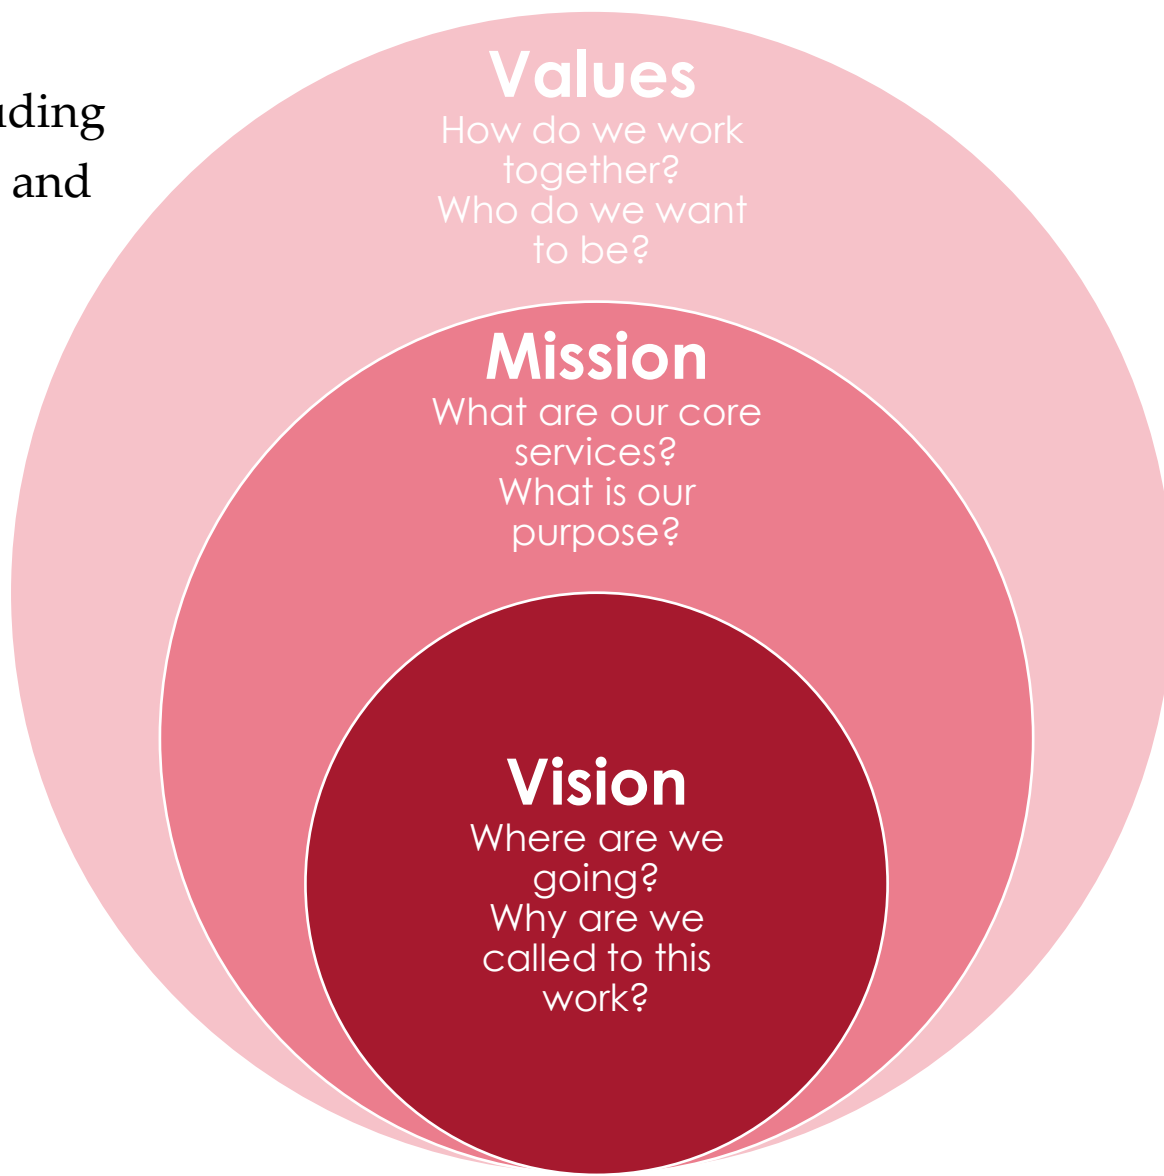 and
Values
How do we work
together?
Who do we want
to be?
Mission
What are our core
services?
What is our
purpose?
Vision
Where are we
going?
Why are we
called to this
work?